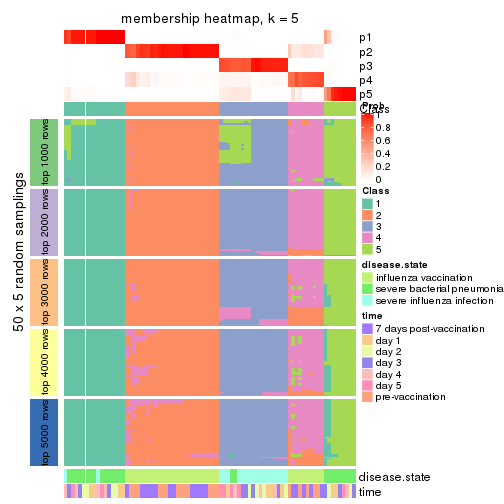 membership heatmap, k = 5
p1
p2
p3
p4
p5
Class
Prob
1
0.8
0.6
0.4
0.2
0
Class
1
2
3
4
5
disease.state
influenza vaccination
severe bacterial pneumonia
severe influenza infection
time
7 days post-vaccination
day 1
day 2
day 3
day 4
day 5
pre-vaccination
50 x 5 random samplings
top 1000 rows
top 2000 rows
top 3000 rows
top 4000 rows
top 5000 rows
disease.state
time